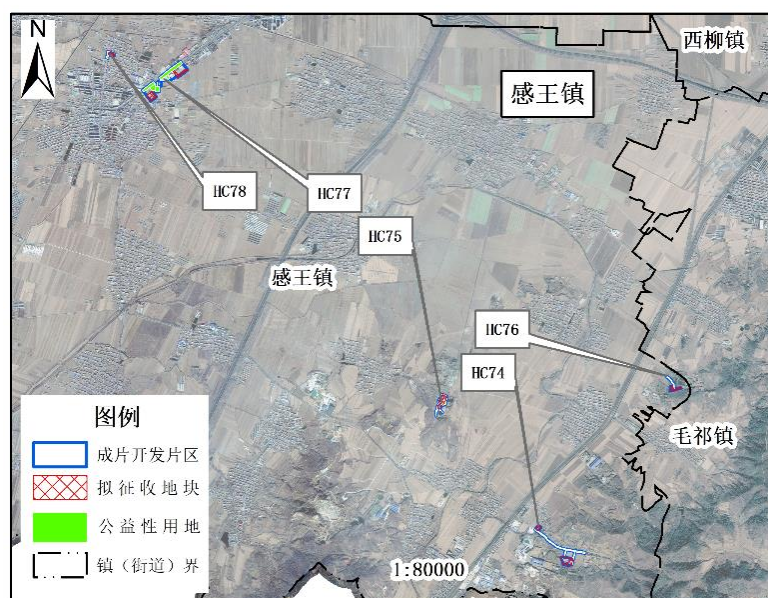 N
西柳镇
感王镇
HC78
HC77
HC75
感王镇
HC76
HC74
毛祁镇
图例
成片开发片区
拟征收地块
公益性用地
镇（街道）界
1:80000